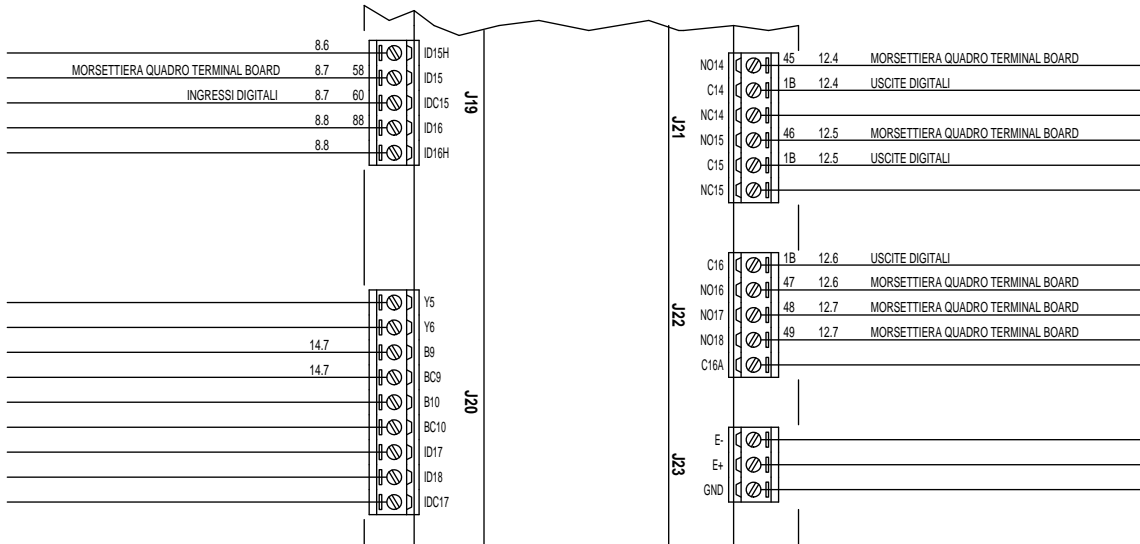 8.6 ID15H
MORSETTIERA QUADRO TERMINAL BOARD 8.7 58 ID15
INGRESSI DIGITALI 8.7 60 IDC15
8.8 88 ID16
8.8 ID16H
J19
Y5
Y6
14.7 B9
14.7 BC9
B10
BC10
ID17
ID18
IDC17
J20
NO14 45 12.4 MORSETTIERA QUADRO TERMINAL BOARD
C14 1B 12.4 USCITE DIGITALI
NC14
NO15 46 12.5 MORSETTIERA QUADRO TERMINAL BOARD
C15 1B 12.5 USCITE DIGITALI
NC15
J21
C16 1B 12.6 USCITE DIGITALI
NO16 47 12.6 MORSETTIERA QUADRO TERMINAL BOARD
NO17 48 12.7 MORSETTIERA QUADRO TERMINAL BOARD
NO18 49 12.7 MORSETTIERA QUADRO TERMINAL BOARD
C16A
J22
E-
E+
GND
J23